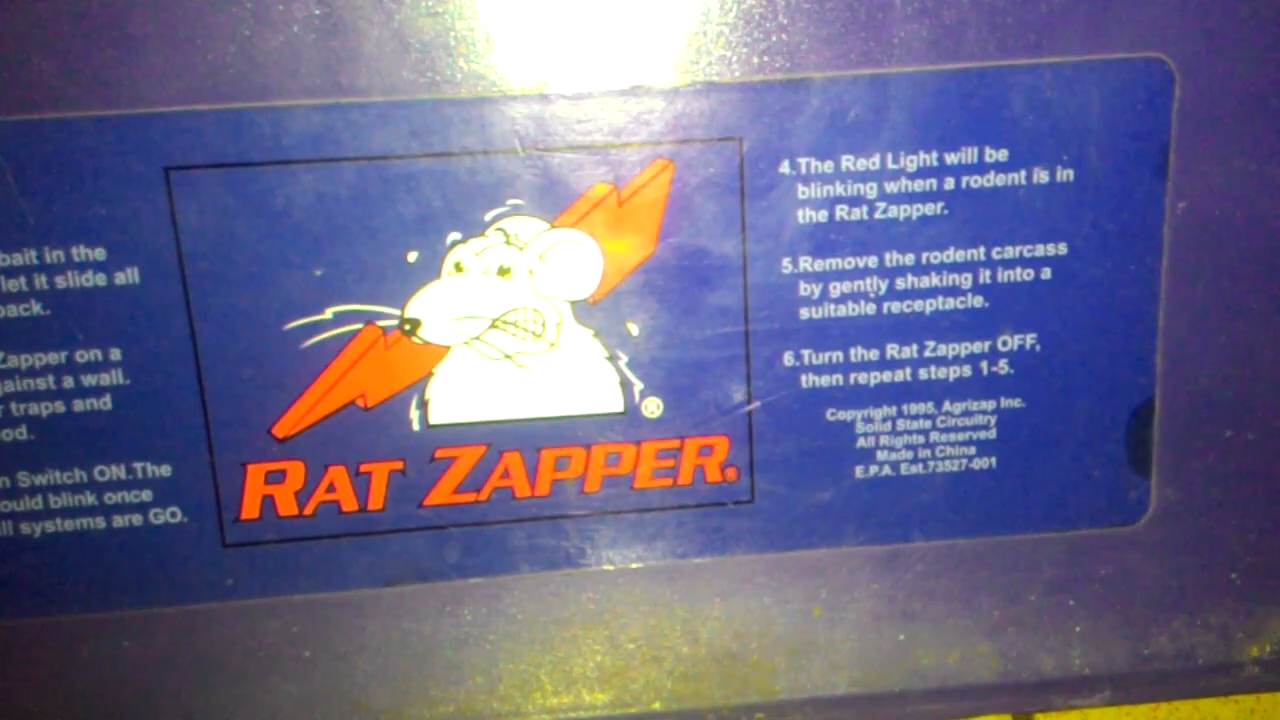 bait in the
let it slide all
back.
Zapper on a
against a wall.
traps and
Switch ON.The
blink once
systems are GO.
®
RAT ZAPPER®
4.The Red Light will be
blinking when a rodent is in
the Rat Zapper.
5.Remove the rodent carcass
by gently shaking it into a
suitable receptacle.
6.Turn the Rat Zapper OFF,
then repeat steps 1-5.
Copyright 1995, Agrizap Inc.
Solid State Circuitry
All Rights Reserved
Made in China
E.P.A. Est.73527-001